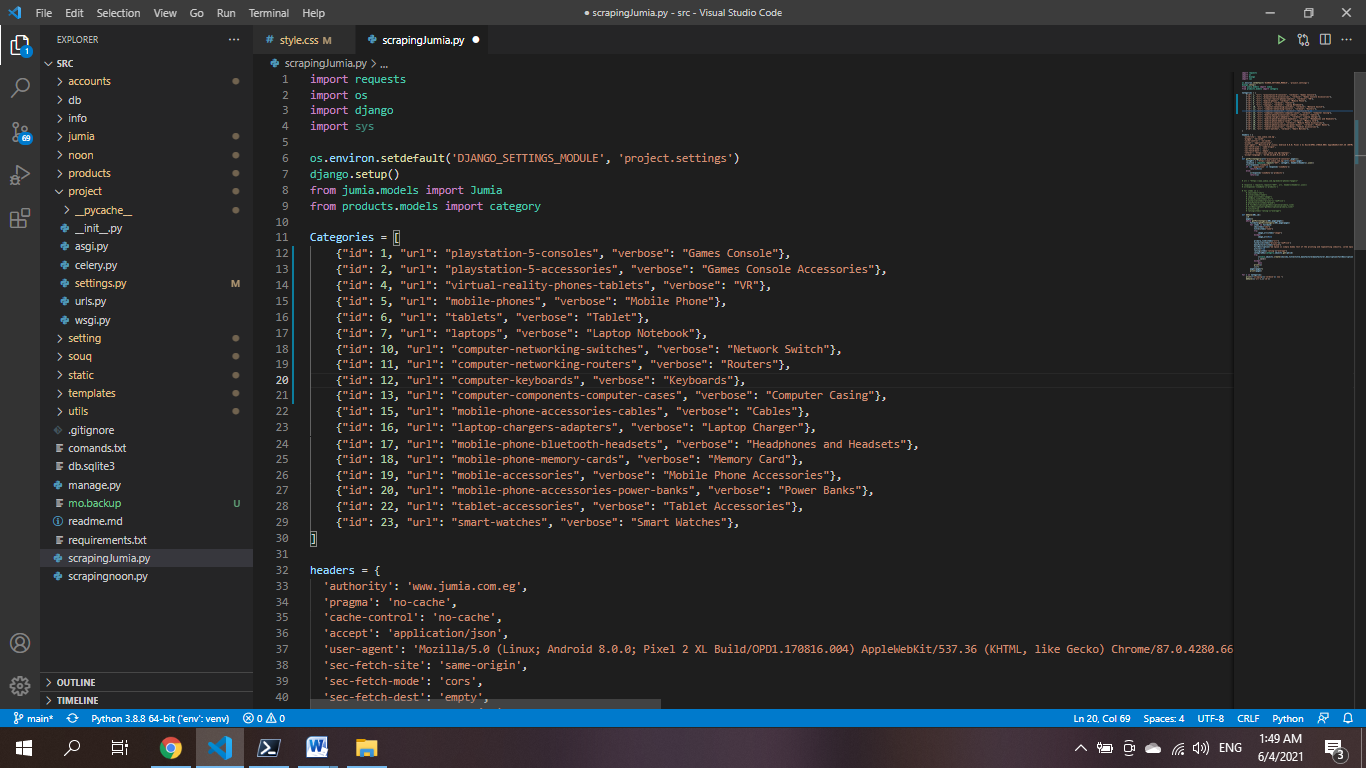 File Edit Selection View Go Run Terminal Help
● scrapingJumia.py - src - Visual Studio Code
EXPLORER
SRC
accounts
db
info
jumia
noon
products
project
__pycache__
__init__.py
asgi.py
celery.py
settings.py M
urls.py
wsgi.py
setting
souq
static
templates
utils
.gitignore
comands.txt
db.sqlite3
manage.py
mo.backup U
readme.md
requirements.txt
scrapingJumia.py
scrapingnoon.py
OUTLINE
TIMELINE
1
69
# style.css M
scrapingJumia.py ●
scrapingJumia.py > ...
1 import requests
2 import os
3 import django
4 import sys
5
6 os.environ.setdefault('DJANGO_SETTINGS_MODULE', 'project.settings')
7 django.setup()
8 from jumia.models import Jumia
9 from products.models import category
10
11 Categories = [
12 {"id": 1, "url": "playstation-5-consoles", "verbose": "Games Console"},
13 {"id": 2, "url": "playstation-5-accessories", "verbose": "Games Console Accessories"},
14 {"id": 4, "url": "virtual-reality-phones-tablets", "verbose": "VR"},
15 {"id": 5, "url": "mobile-phones", "verbose": "Mobile Phone"},
16 {"id": 6, "url": "tablets", "verbose": "Tablet"},
17 {"id": 7, "url": "laptops", "verbose": "Laptop Notebook"},
18 {"id": 10, "url": "computer-networking-switches", "verbose": "Network Switch"},
19 {"id": 11, "url": "computer-networking-routers", "verbose": "Routers"},
20 {"id": 12, "url": "computer-keyboards", "verbose": "Keyboards"},
21 {"id": 13, "url": "computer-components-computer-cases", "verbose": "Computer Casing"},
22 {"id": 15, "url": "mobile-phone-accessories-cables", "verbose": "Cables"},
23 {"id": 16, "url": "laptop-chargers-adapters", "verbose": "Laptop Charger"},
24 {"id": 17, "url": "mobile-phone-bluetooth-headsets", "verbose": "Headphones and Headsets"},
25 {"id": 18, "url": "mobile-phone-memory-cards", "verbose": "Memory Card"},
26 {"id": 19, "url": "mobile-accessories", "verbose": "Mobile Phone Accessories"},
27 {"id": 20, "url": "mobile-phone-accessories-power-banks", "verbose": "Power Banks"},
28 {"id": 22, "url": "tablet-accessories", "verbose": "Tablet Accessories"},
29 {"id": 23, "url": "smart-watches", "verbose": "Smart Watches"},
30 ]
31
32 headers = {
33 'authority': 'www.jumia.com.eg',
34 'pragma': 'no-cache',
35 'cache-control': 'no-cache',
36 'accept': 'application/json',
37 'user-agent': 'Mozilla/5.0 (Linux; Android 8.0.0; Pixel 2 XL Build/OPD1.170816.004) AppleWebKit/537.36 (KHTML, like Gecko) Chrome/87.0.4280.66
38 'sec-fetch-site': 'same-origin',
39 'sec-fetch-mode': 'cors',
40 'sec-fetch-dest': 'empty',
main* Python 3.8.8 64-bit ('env': venv) 0 0 Ln 20, Col 69 Spaces: 4 UTF-8 CRLF Python
ENG
1:49 AM
6/4/2021
3